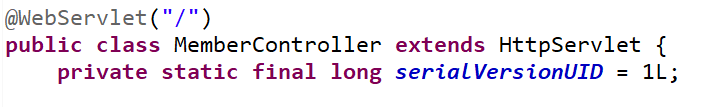 @WebServlet("/")
public class MemberController extends HttpServlet {
    private static final long serialVersionUID = 1L;